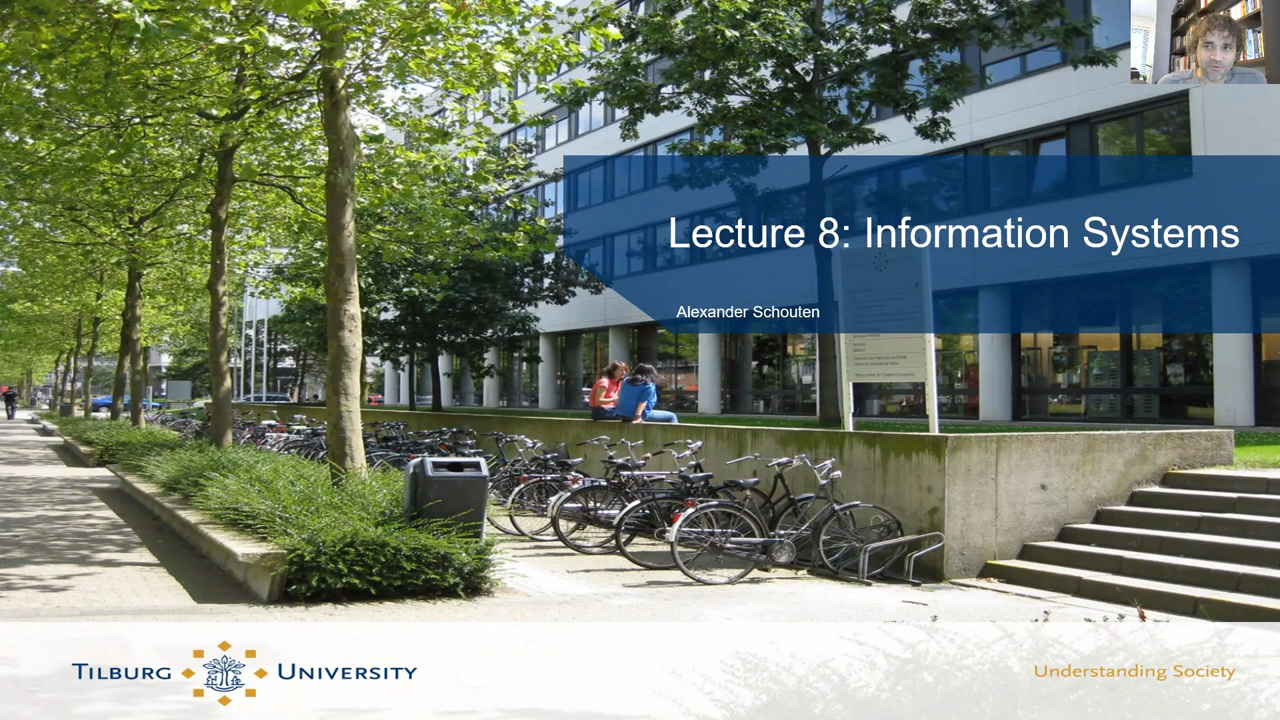 Lecture 8: Information Systems
Alexander Schouten
TILBURG UNIVERSITY
Understanding Society